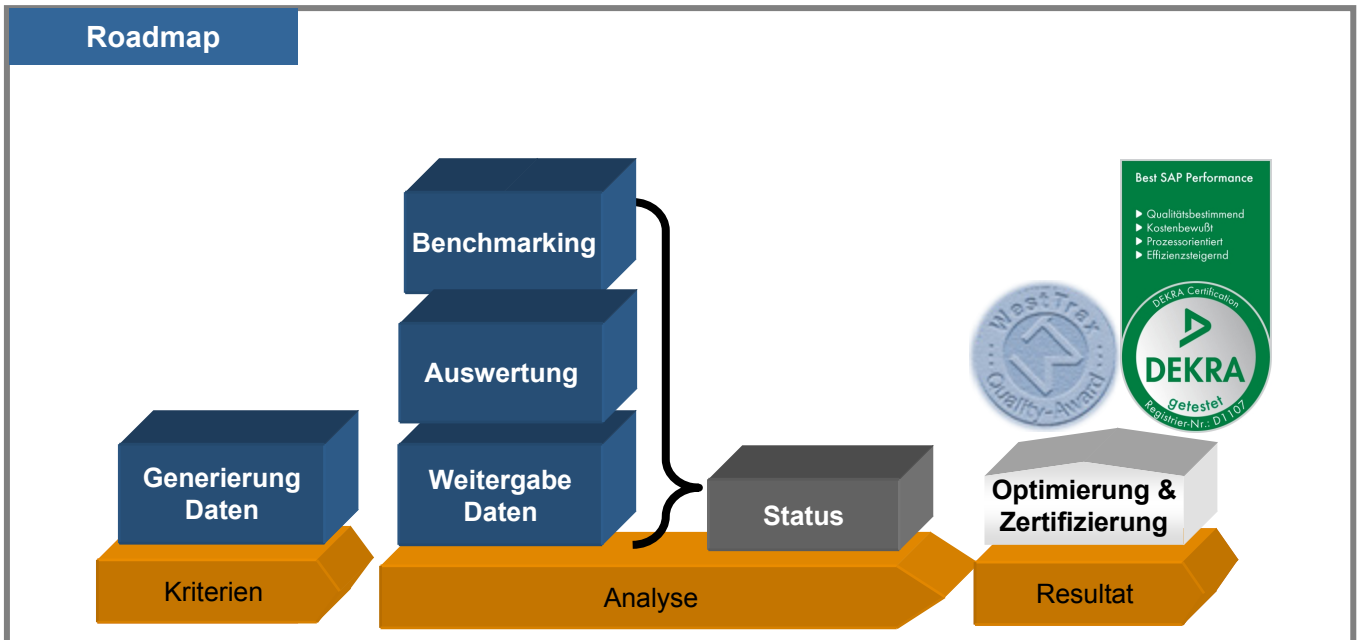 Roadmap
Benchmarking
Auswertung
Generierung
Daten
Weitergabe
Daten
Status
Best SAP Performance
Qualitätsbestimmend
Kostenbewußt
Prozessorientiert
Effizienzsteigernd
WestTrax
Quality-Award
DEKRA Certification
DEKRA
getestet
Registrier-Nr.: D1107
Optimierung &
Zertifizierung
Kriterien
Analyse
Resultat